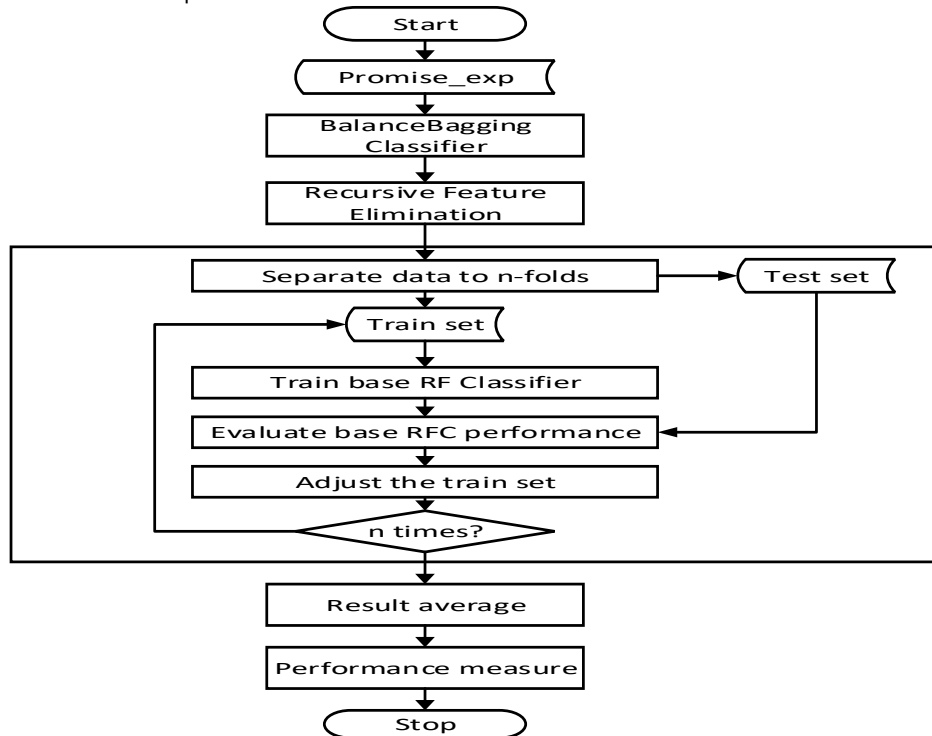 Start
Promise_exp
BalanceBagging
Classifier
Recursive Feature
Elimination
Separate data to n-folds
Test set
Train set
Train base RF Classifier
Evaluate base RFC performance
Adjust the train set
n times?
Result average
Performance measure
Stop